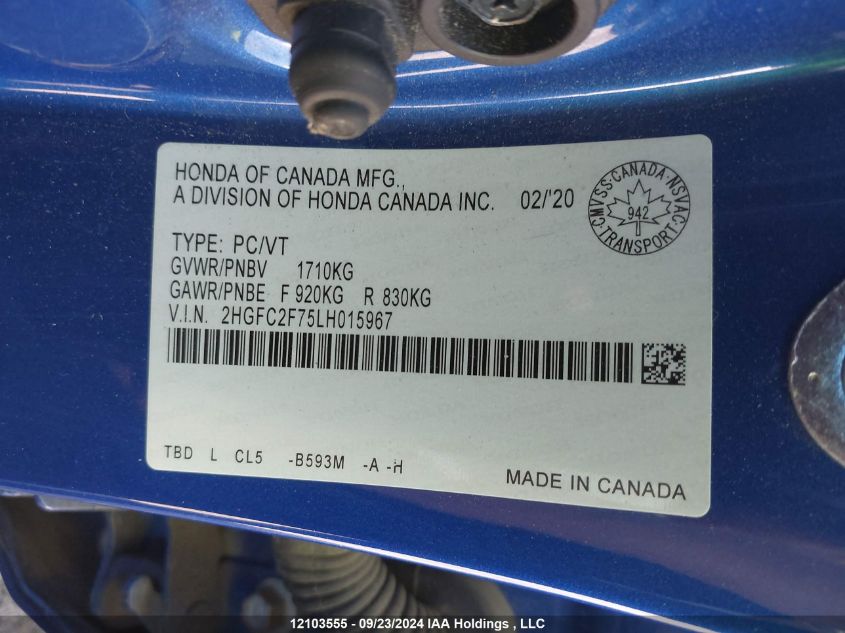 HONDA OF CANADA MFG.,
A DIVISION OF HONDA CANADA INC. 02/'20
CMVSS·CANADA·NSVAC
942
TRANSPORT
TYPE: PC/VT
GVWR/PNBV 1710KG
GAWR/PNBE F 920KG R 830KG
V.I.N. 2HGFC2F75LH015967
TBD L CL5 -B593M -A -H
MADE IN CANADA
12103555 - 09/23/2024 IAA Holdings , LLC